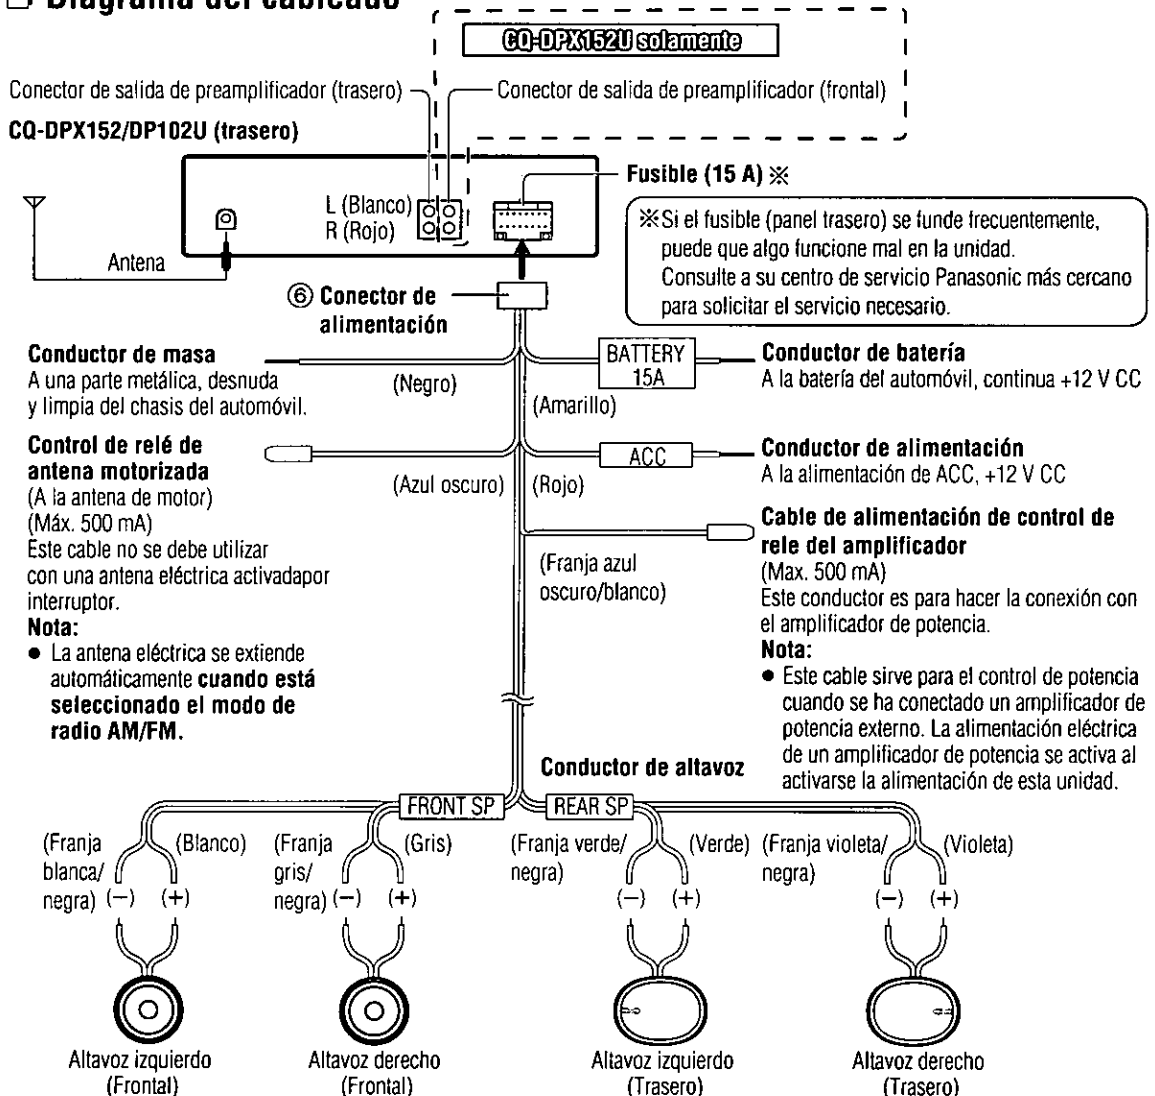 Diagrama del cableado
CQ-DPX152U solamente
Conector de salida de preamplificador (trasero)
Conector de salida de preamplificador (frontal)
CQ-DPX152/DP102U (trasero)
Fusible (15 A) ※
L (Blanco)
R (Rojo)
Antena
※Si el fusible (panel trasero) se funde frecuentemente,
puede que algo funcione mal en la unidad.
Consulte a su centro de servicio Panasonic más cercano
para solicitar el servicio necesario.
⑥ Conector de
alimentación
Conductor de masa
A una parte metálica, desnuda
y limpia del chasis del automóvil.
(Negro)
BATTERY
15A
(Amarillo)
Conductor de batería
A la batería del automóvil, continua +12 V CC
Control de relé de
antena motorizada
(A la antena de motor)
(Máx. 500 mA)
Este cable no se debe utilizar
con una antena eléctrica activadapor
interruptor.
Nota:
● La antena eléctrica se extiende
automáticamente cuando está
seleccionado el modo de
radio AM/FM.
(Azul oscuro)
(Rojo)
ACC
Conductor de alimentación
A la alimentación de ACC, +12 V CC
(Franja azul
oscuro/blanco)
Cable de alimentación de control de
rele del amplificador
(Max. 500 mA)
Este conductor es para hacer la conexión con
el amplificador de potencia.
Nota:
● Este cable sirve para el control de potencia
cuando se ha conectado un amplificador de
potencia externo. La alimentación eléctrica
de un amplificador de potencia se activa al
activarse la alimentación de esta unidad.
Conductor de altavoz
FRONT SP
REAR SP
(Franja
blanca/
negra)
(Blanco)
(−) (+)
(Franja
gris/
negra)
(Gris)
(−) (+)
(Franja verde/
negra)
(Verde)
(−) (+)
(Franja violeta/
negra)
(Violeta)
(−) (+)
Altavoz izquierdo
(Frontal)
Altavoz derecho
(Frontal)
Altavoz izquierdo
(Trasero)
Altavoz derecho
(Trasero)